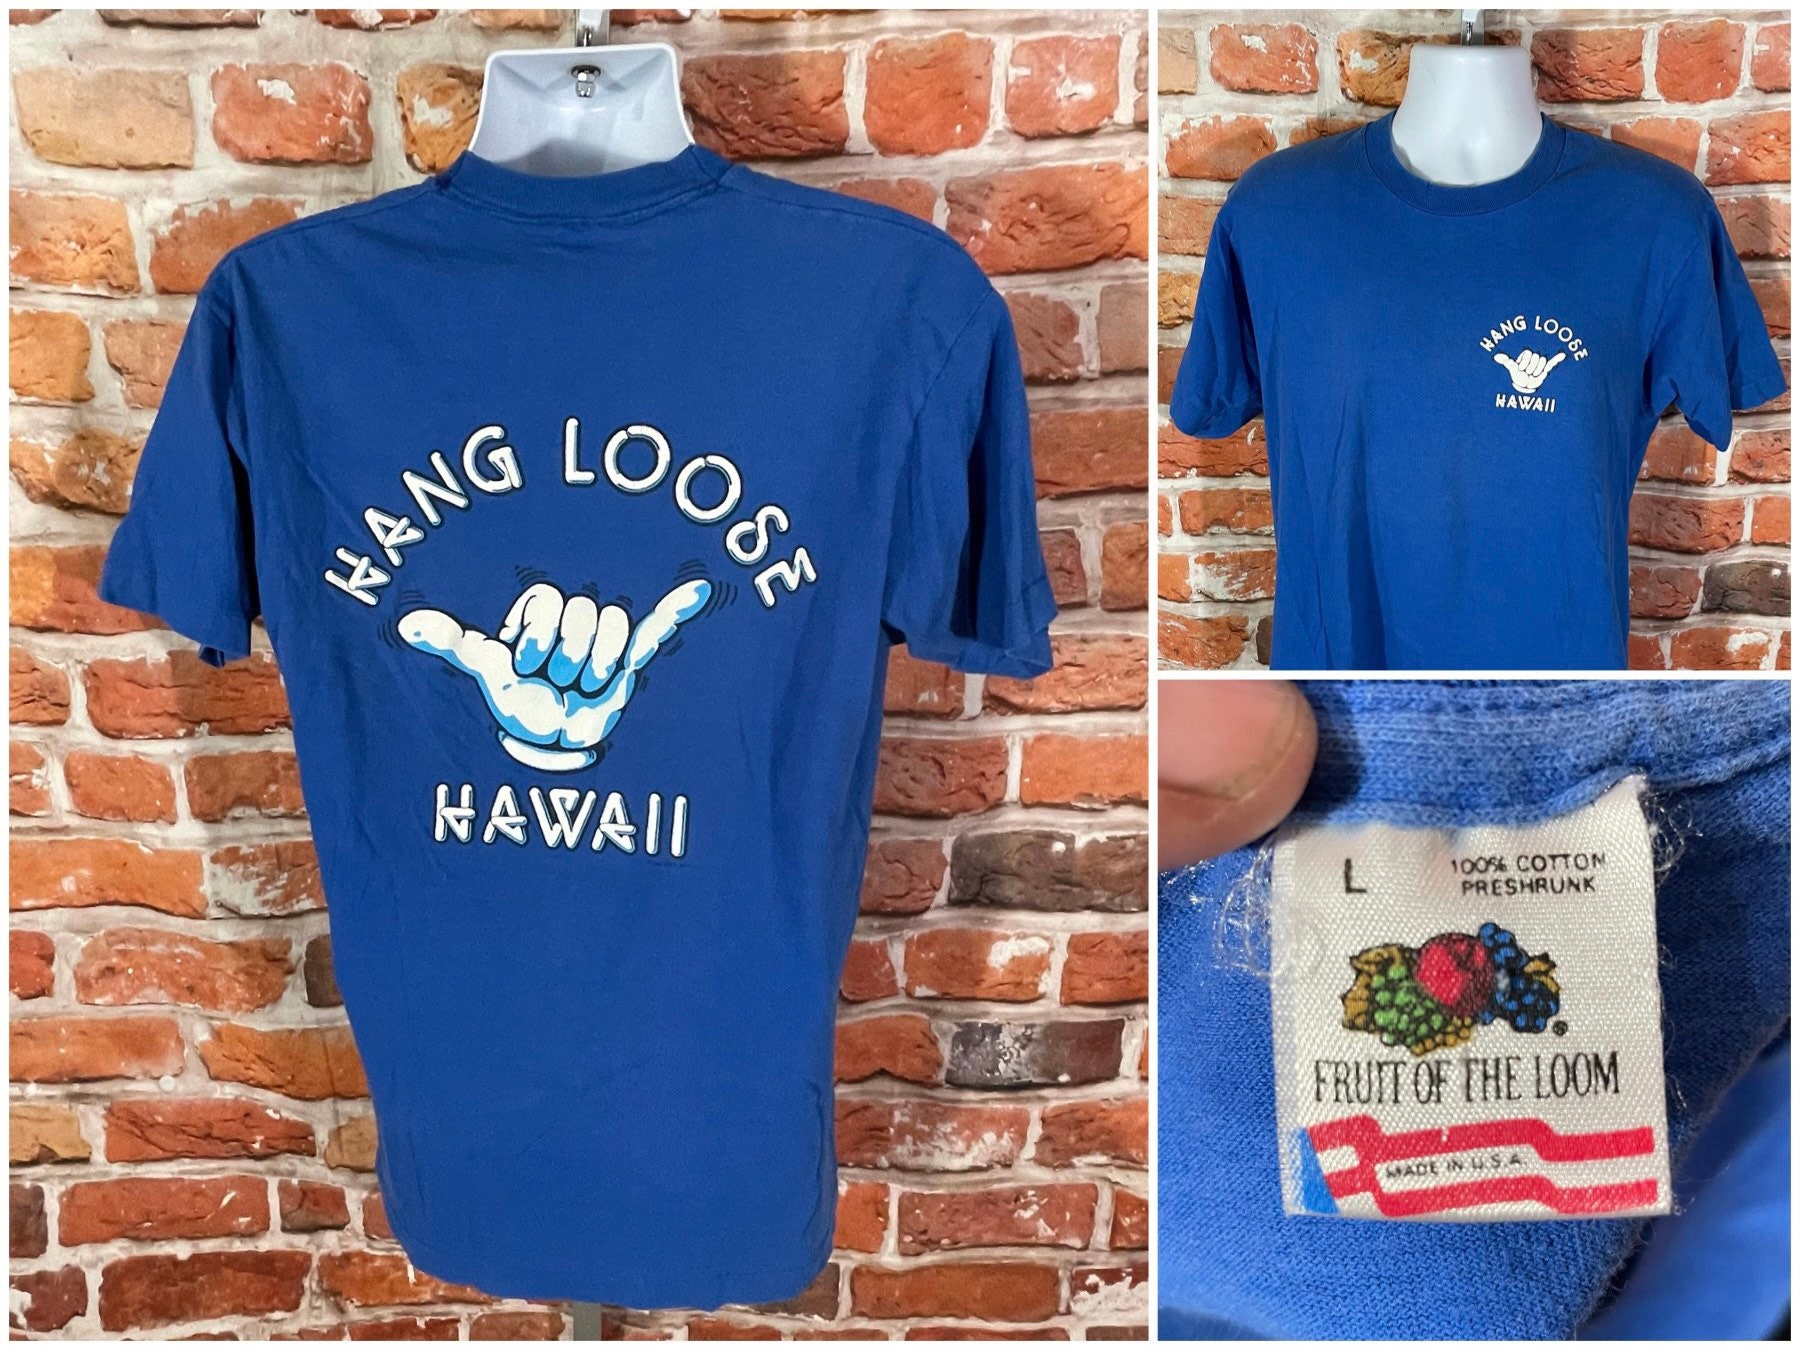 HANG LOOSE
HAWAII
HANG LOOSE
HAWAII
L
100% COTTON
PRESHRUNK
®
FRUIT OF THE LOOM
MADE IN U.S.A.